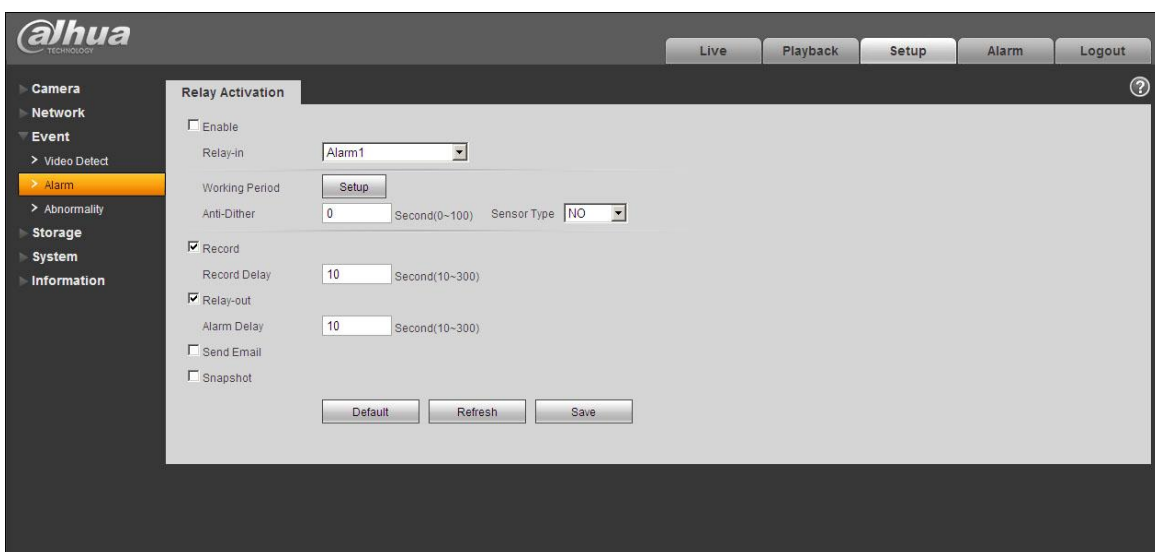 alhua
TECHNOLOGY
Live Playback Setup Alarm Logout
Camera
Network
Event
> Video Detect
> Alarm
> Abnormality
Storage
System
Information
Relay Activation
?
Enable
Relay-in Alarm1
Working Period Setup
Anti-Dither 0 Second(0~100) Sensor Type NO
Record
Record Delay 10 Second(10~300)
Relay-out
Alarm Delay 10 Second(10~300)
Send Email
Snapshot
Default Refresh Save